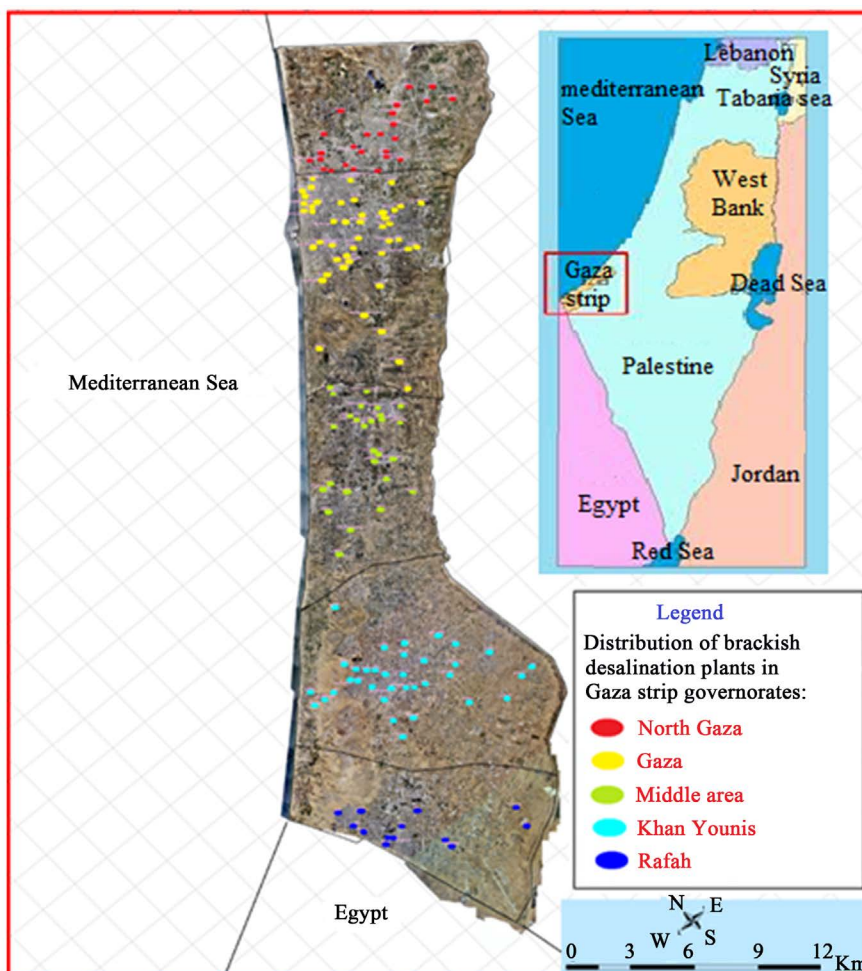 Mediterranean Sea
Egypt
Lebanon
mediterranean
Sea
Syria
Tabaria sea
West
Bank
Gaza
strip
Dead Sea
Palestine
Jordan
Egypt
Red Sea
Legend
Distribution of brackish
desalination plants in
Gaza strip governorates:
North Gaza
Gaza
Middle area
Khan Younis
Rafah
N E
W S
0 3 6 9 12
Km